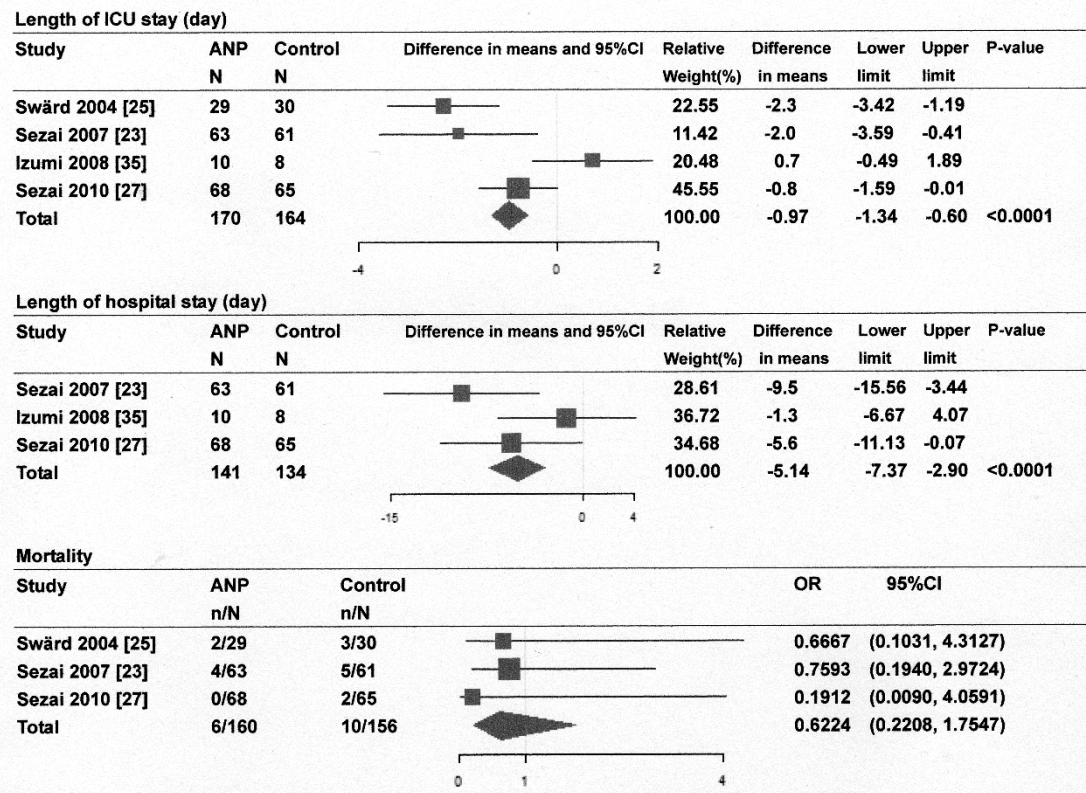 Length of ICU stay (day)
Study ANP Control Difference in means and 95%CI Relative Difference Lower Upper P-value
N N Weight(%) in means limit limit
Swärd 2004 [25] 29 30 22.55 -2.3 -3.42 -1.19
Sezai 2007 [23] 63 61 11.42 -2.0 -3.59 -0.41
Izumi 2008 [35] 10 8 20.48 0.7 -0.49 1.89
Sezai 2010 [27] 68 65 45.55 -0.8 -1.59 -0.01
Total 170 164 100.00 -0.97 -1.34 -0.60 <0.0001
-4 0 2
Length of hospital stay (day)
Study ANP Control Difference in means and 95%CI Relative Difference Lower Upper P-value
N N Weight(%) in means limit limit
Sezai 2007 [23] 63 61 28.61 -9.5 -15.56 -3.44
Izumi 2008 [35] 10 8 36.72 -1.3 -6.67 4.07
Sezai 2010 [27] 68 65 34.68 -5.6 -11.13 -0.07
Total 141 134 100.00 -5.14 -7.37 -2.90 <0.0001
-15 0 4
Mortality
Study ANP Control OR 95%CI
n/N n/N
Swärd 2004 [25] 2/29 3/30 0.6667 (0.1031, 4.3127)
Sezai 2007 [23] 4/63 5/61 0.7593 (0.1940, 2.9724)
Sezai 2010 [27] 0/68 2/65 0.1912 (0.0090, 4.0591)
Total 6/160 10/156 0.6224 (0.2208, 1.7547)
0 1 4